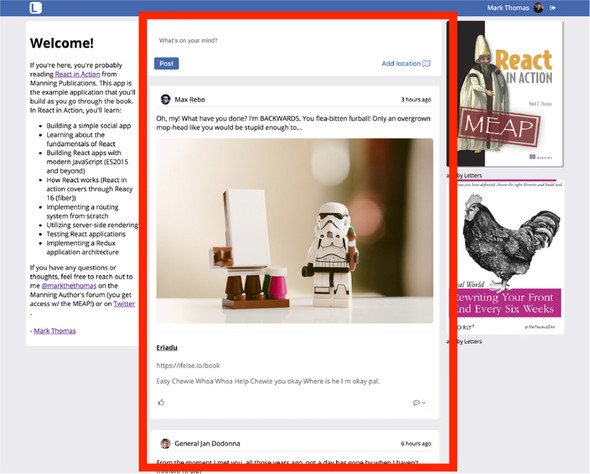 L
Mark Thomas
Welcome!
If you're here, you're probably
reading React in Action from
Manning Publications. This app is
the example application that you'll
build as you go through the book.
In React in Action, you'll learn:
Building a simple social app
Learning about the
fundamentals of React
Building React apps with
modern JavaScript (ES2015
and beyond)
How React works (React in
action covers through Reacy
16 (fiber))
Implementing a routing
system from scratch
Utilizing server-side rendering
Testing React applications
Implementing a Redux
application architecture
If you have any questions or
thoughts, feel free to reach out to
me @markthethomas or on
the Manning Author's forum (you get
access w/ the MEAP!) or on Twitter
.
- Mark Thomas
What's on your mind?
Post
Add location
Max Rebo
3 hours ago
Oh, my! What have you done? I'm BACKWARDS, You flea-bitten furball! Only an overgrown
mop-head like you would be stupid enough to...
Eriadu
https://ifelse.io/book
Easy Chewie Whoa Whoa Help Chewie you okay Where is he I m okay pal.
General Jan Dodonna
6 hours ago
From the moment I met you, all those years ago, not a day has gone by when I haven't
React
IN ACTION
Mark T. Thomas
MEAP
MANNING
by Letters
Real World
Rewriting Your Front
End Every Six Weeks
O RLY?
@ThePracticalDev
by Letters